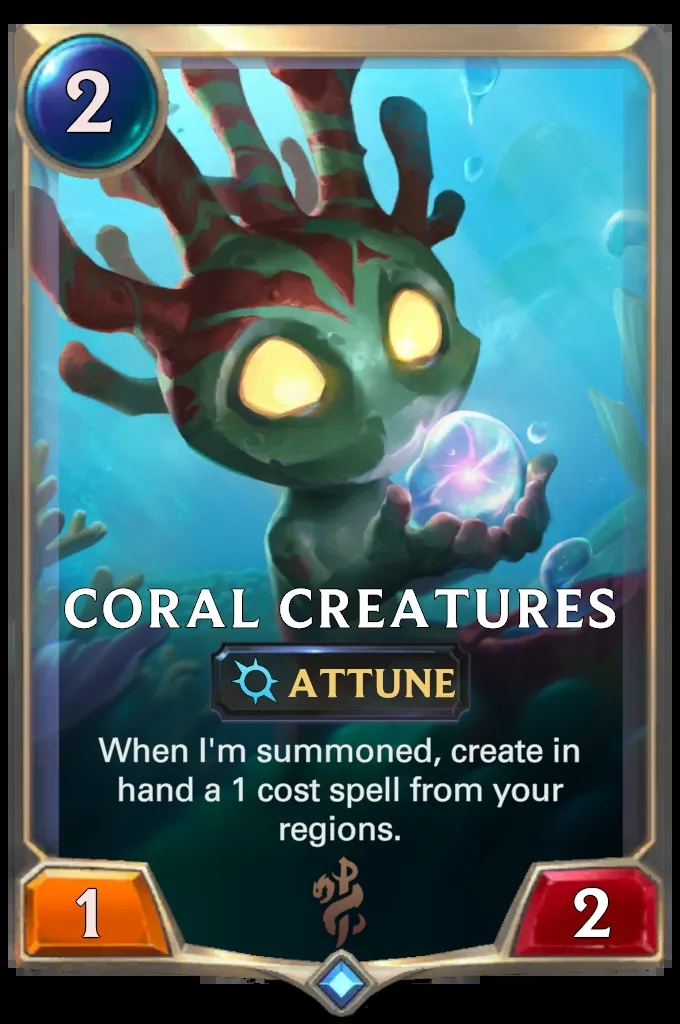 2
CORAL CREATURES
ATTUNE
When I'm summoned, create in
hand a 1 cost spell from your
regions.
1
2